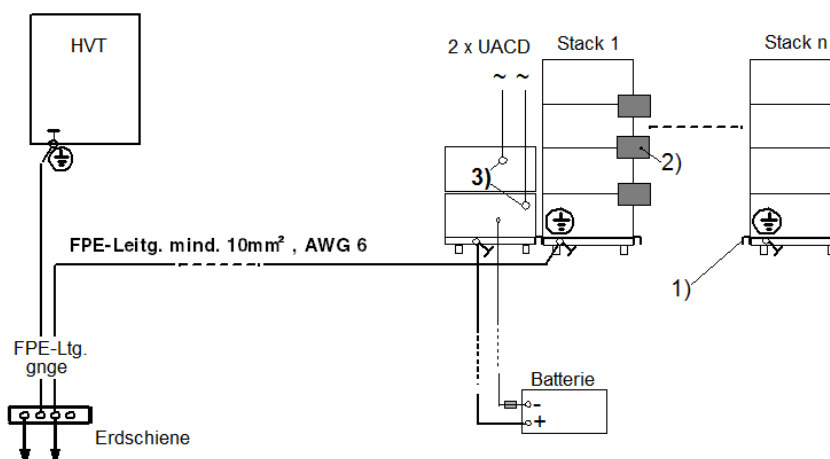 HVT
2 x UACD
Stack 1
Stack n
~ ~
3)
2)
FPE-Leitg. mind. 10mm² , AWG 6
1)
FPE-Ltg.
gnge
Batterie
-
+
Erdschiene